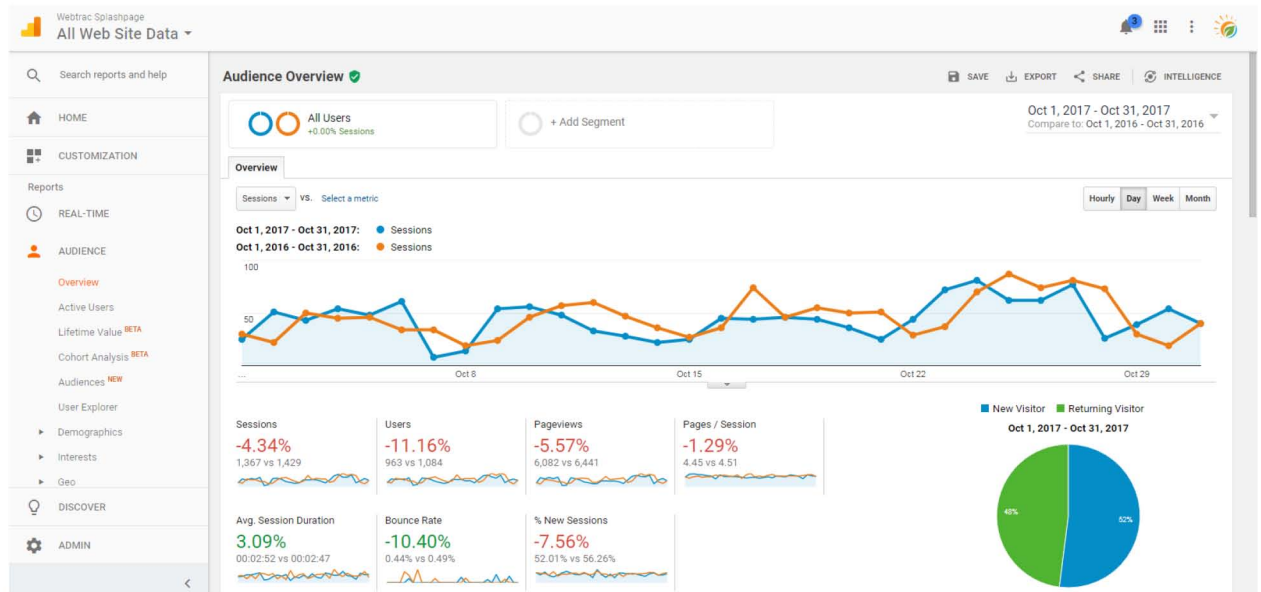 Webtrac Splashpage
All Web Site Data
3
Search reports and help
HOME
CUSTOMIZATION
Reports
REAL-TIME
AUDIENCE
Overview
Active Users
Lifetime Value BETA
Cohort Analysis BETA
Audiences NEW
User Explorer
Demographics
Interests
Geo
DISCOVER
ADMIN
Audience Overview
SAVE EXPORT SHARE INTELLIGENCE
All Users
+0.00% Sessions
+ Add Segment
Oct 1, 2017 - Oct 31, 2017
Compare to: Oct 1, 2016 - Oct 31, 2016
Overview
Sessions VS. Select a metric
Hourly Day Week Month
Oct 1, 2017 - Oct 31, 2017: Sessions
Oct 1, 2016 - Oct 31, 2016: Sessions
100
50
... Oct 8 Oct 15 Oct 22 Oct 29
Sessions
-4.34%
1,367 vs 1,429
Users
-11.16%
963 vs 1,084
Pageviews
-5.57%
6,082 vs 6,441
Pages / Session
-1.29%
4.45 vs 4.51
Avg. Session Duration
3.09%
00:02:52 vs 00:02:47
Bounce Rate
-10.40%
0.44% vs 0.49%
% New Sessions
-7.56%
52.01% vs 56.26%
New Visitor Returning Visitor
Oct 1, 2017 - Oct 31, 2017
48%
52%